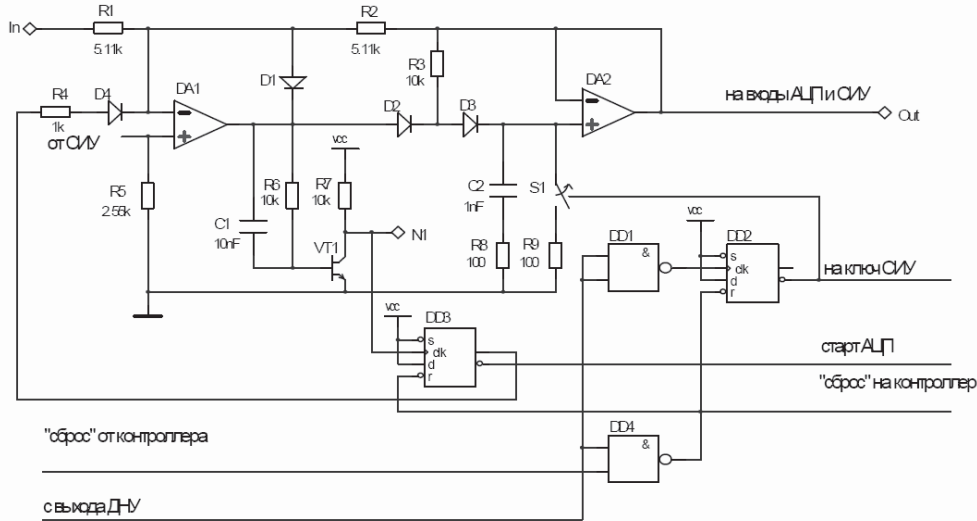 In
R1
5.11k
R2
5.11k
R3
10k
DA2
D1
R4
1k
D4
DA1
D2
D3
на входы АЦП и СИУ
Out
от СИУ
vcc
R5
2.56k
R6
10k
R7
10k
C2
1nF
S1
C1
10nF
VT1
N1
R8
100
R9
100
DD1
&
vcc
DD2
s
clk
d
r
на ключ СИУ
vcc
DD3
s
clk
d
r
старт АЦП
"сброс" на контроллер
"сброс" от контроллера
DD4
&
с выхода ДНУ